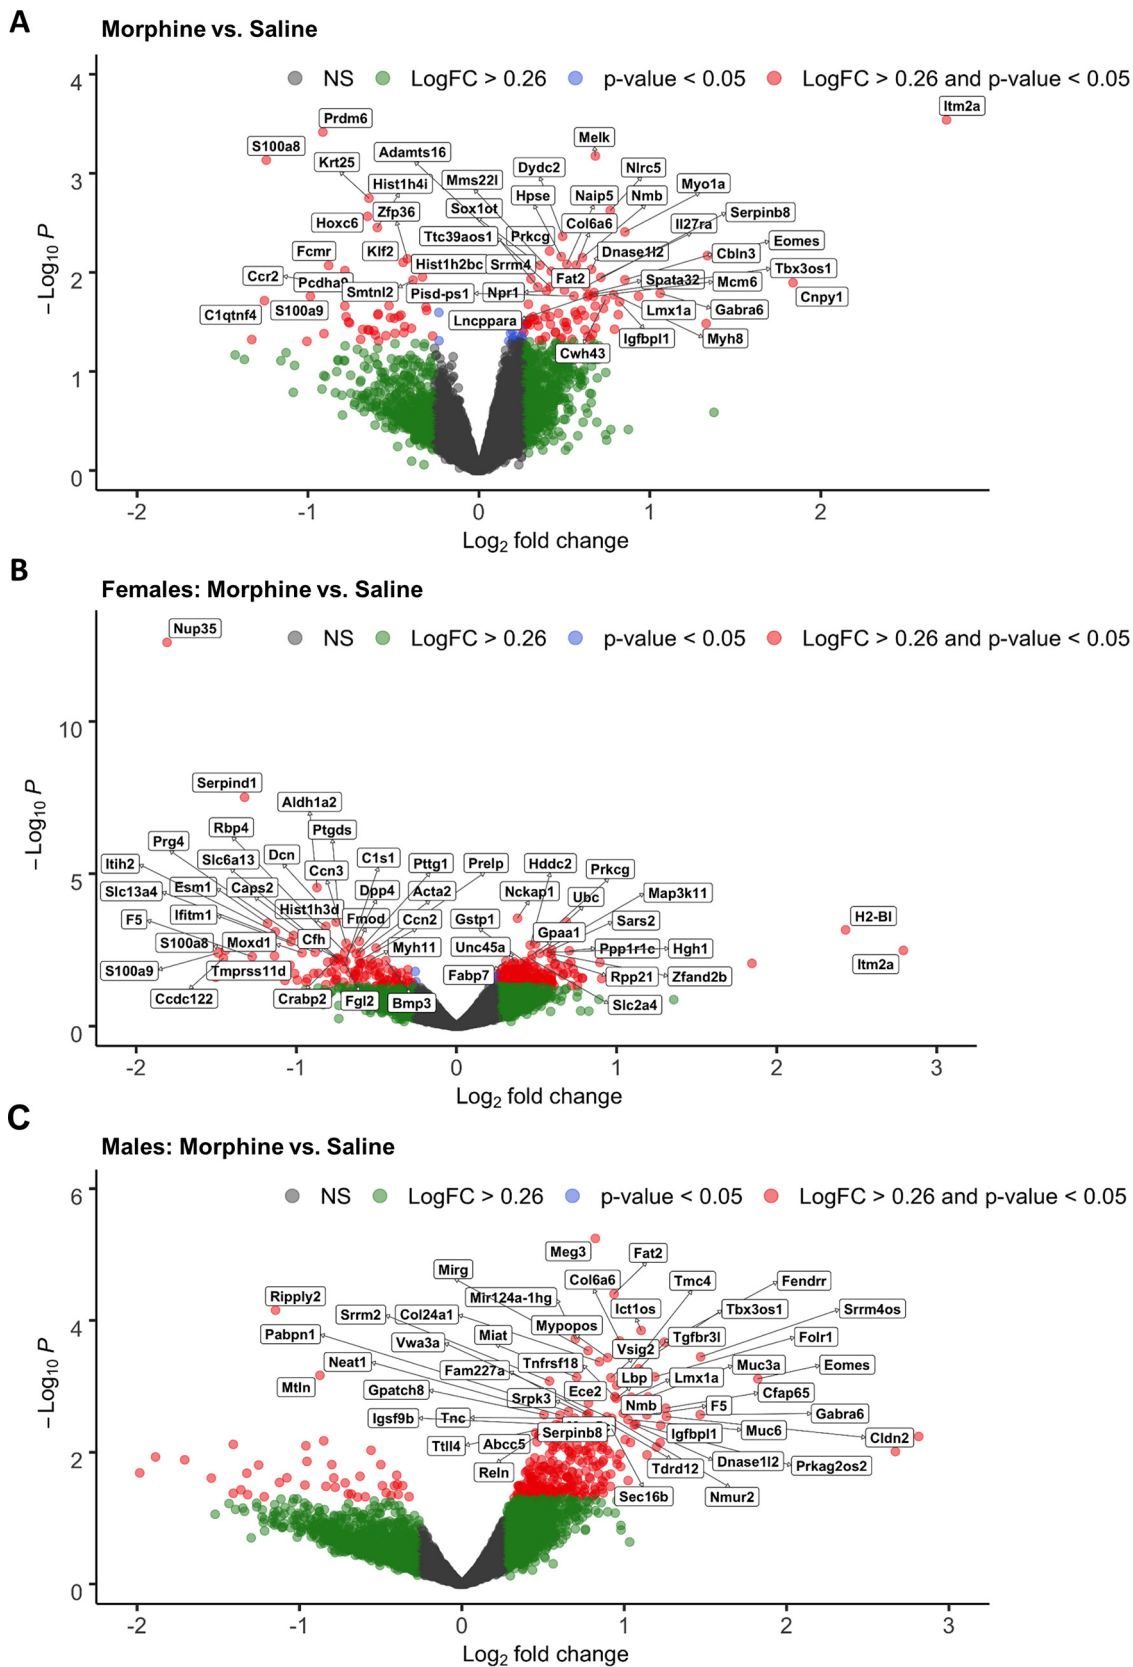 A
Morphine vs. Saline
NS LogFC > 0.26 p-value < 0.05 LogFC > 0.26 and p-value < 0.05
Itm2a
Prdm6
S100a8
Melk
Adamts16
Krt25
Dydc2
Nlrc5
Hist1h4i
Mms22l
Myo1a
Hpse
Naip5
Nmb
Hoxc6
Zfp36
Sox1ot
Serpinb8
Col6a6
Il27ra
Ttc39aos1
Prkcg
Eomes
Fcmr
Klf2
Dnase1l2
Cbln3
Hist1h2bc
Srrm4
Tbx3os1
Ccr2
Fat2
Spata32
Mcm6
Smtnl2
Pisd-ps1
Npr1
Cnpy1
C1qtnf4
S100a9
Lncppara
Lmx1a
Gabra6
Igfbpl1
Myh8
Cwh43
4
3
2
1
0
−Log10 P
-2 -1 0 1 2
Log2 fold change
B
Females: Morphine vs. Saline
NS LogFC > 0.26 p-value < 0.05 LogFC > 0.26 and p-value < 0.05
Nup35
Serpind1
Aldh1a2
Rbp4
Ptgds
Prg4
Itih2
Slc6a13
Dcn
C1s1
Pttg1
Prelp
Hddc2
Ccn3
Prkcg
Slc13a4
Esm1
Caps2
Dpp4
Acta2
Nckap1
Ubc
Map3k11
F5
Ifitm1
Hist1h3d
Fmod
Ccn2
Gstp1
Sars2
H2-Bl
Gpaa1
S100a8
Moxd1
Cfh
Myh11
Unc45a
Ppp1r1c
Hgh1
Itm2a
S100a9
Tmprss11d
Fabp7
Rpp21
Zfand2b
Ccdc122
Crabp2
Fgl2
Bmp3
Slc2a4
10
5
0
−Log10 P
-2 -1 0 1 2 3
Log2 fold change
C
Males: Morphine vs. Saline
NS LogFC > 0.26 p-value < 0.05 LogFC > 0.26 and p-value < 0.05
Meg3
Fat2
Mirg
Col6a6
Tmc4
Fendrr
Ripply2
Mir124a-1hg
Srrm2
Col24a1
Ict1os
Tbx3os1
Srrm4os
Pabpn1
Miat
Mypopos
Tgfbr3l
Folr1
Vwa3a
Vsig2
Neat1
Tnfrsf18
Muc3a
Eomes
Fam227a
Lbp
Lmx1a
Mtln
Gpatch8
Ece2
Cfap65
Srpk3
Nmb
F5
Gabra6
Igsf9b
Tnc
Serpinb8
Igfbpl1
Muc6
Cldn2
Ttll4
Abcc5
Dnase1l2
Prkag2os2
Reln
Tdrd12
Sec16b
Nmur2
6
4
2
0
−Log10 P
-2 -1 0 1 2 3
Log2 fold change